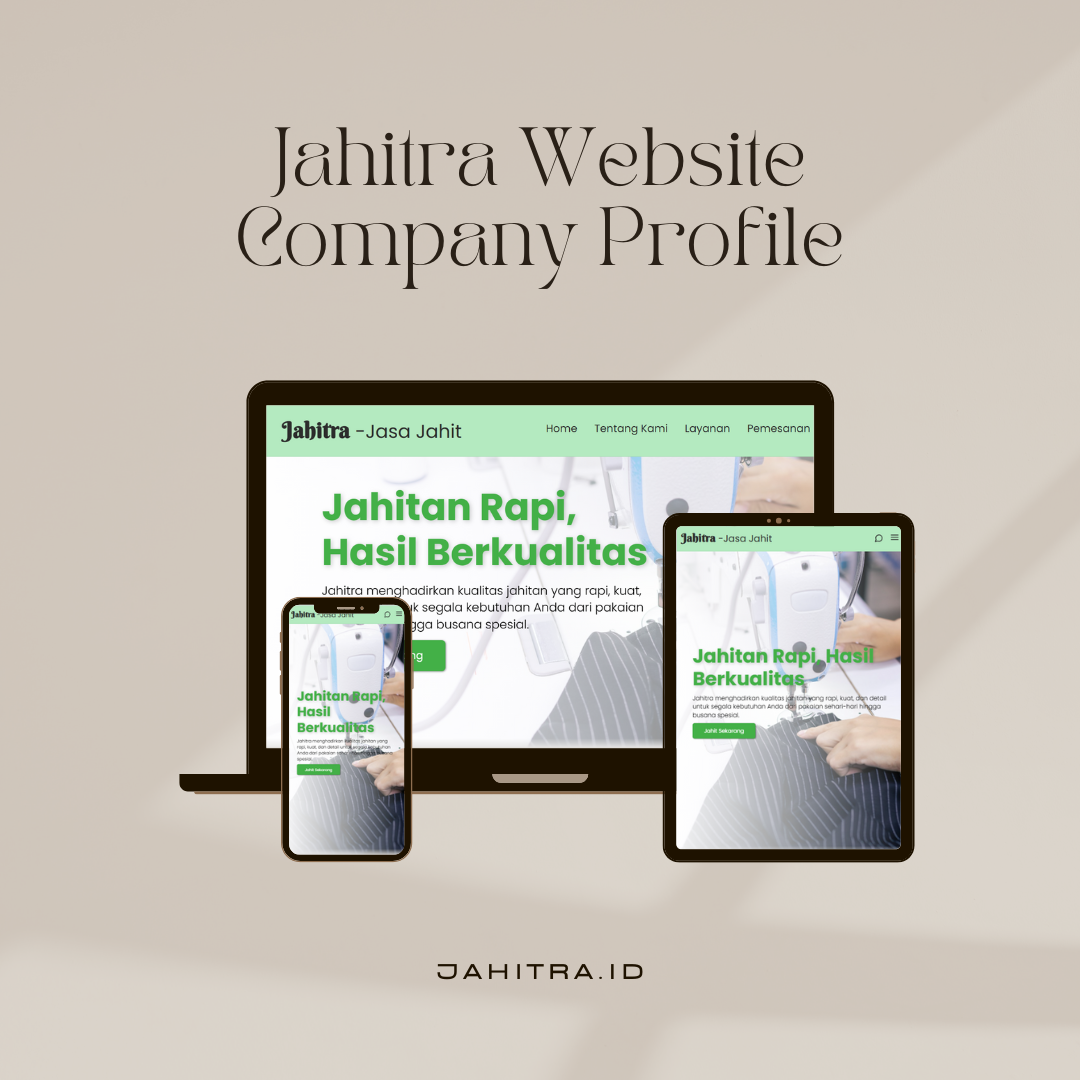 Jahitra Website
Company Profile
Jahitra -Jasa Jahit
Home Tentang Kami Layanan Pemesanan
Jahitan Rapi,
Hasil Berkualitas
Jahitra menghadirkan kualitas jahitan yang rapi, kuat,
uk segala kebutuhan Anda dari pakaian
gga busana spesial.
ng
Jahitra -Jasa Jahit
Jahitan Rapi, Hasil
Berkualitas
Jahitra menghadirkan kualitas jahitan yang rapi, kuat, dan detail
untuk segala kebutuhan Anda dari pakaian sehari-hari hingga
busana spesial.
Jahit Sekarang
Jahitra -Jasa Jahit
Jahitan Rapi,
Hasil
Berkualitas
Jahitra menghadirkan kualitas jahitan yang
rapi, kuat, dan detail untuk segala kebutuhan
Anda dari pakaian sehari-hari hingga busana
spesial.
Jahit Sekarang
JAHITRA.ID